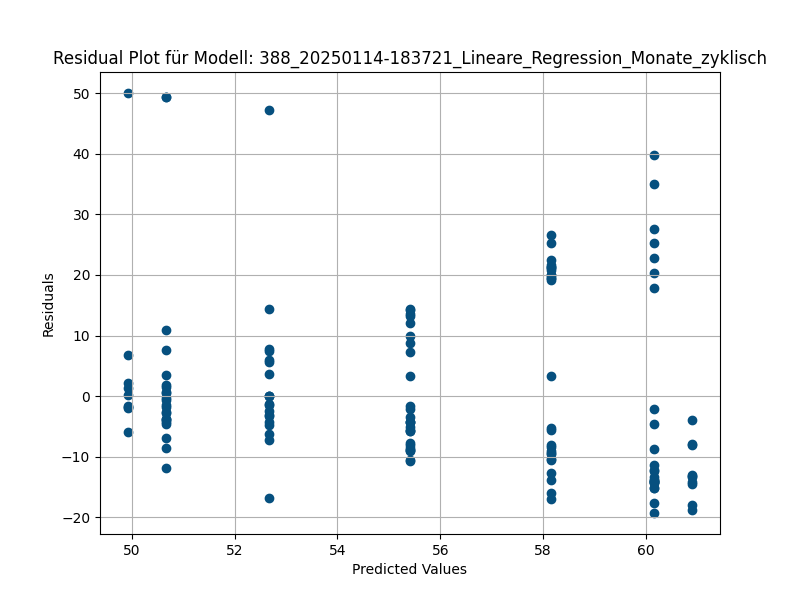 Residual Plot für Modell: 388_20250114-183721_Lineare_Regression_Monate_zyklisch
50
40
30
20
10
0
−10
−20
Residuals
50 52 54 56 58 60
Predicted Values